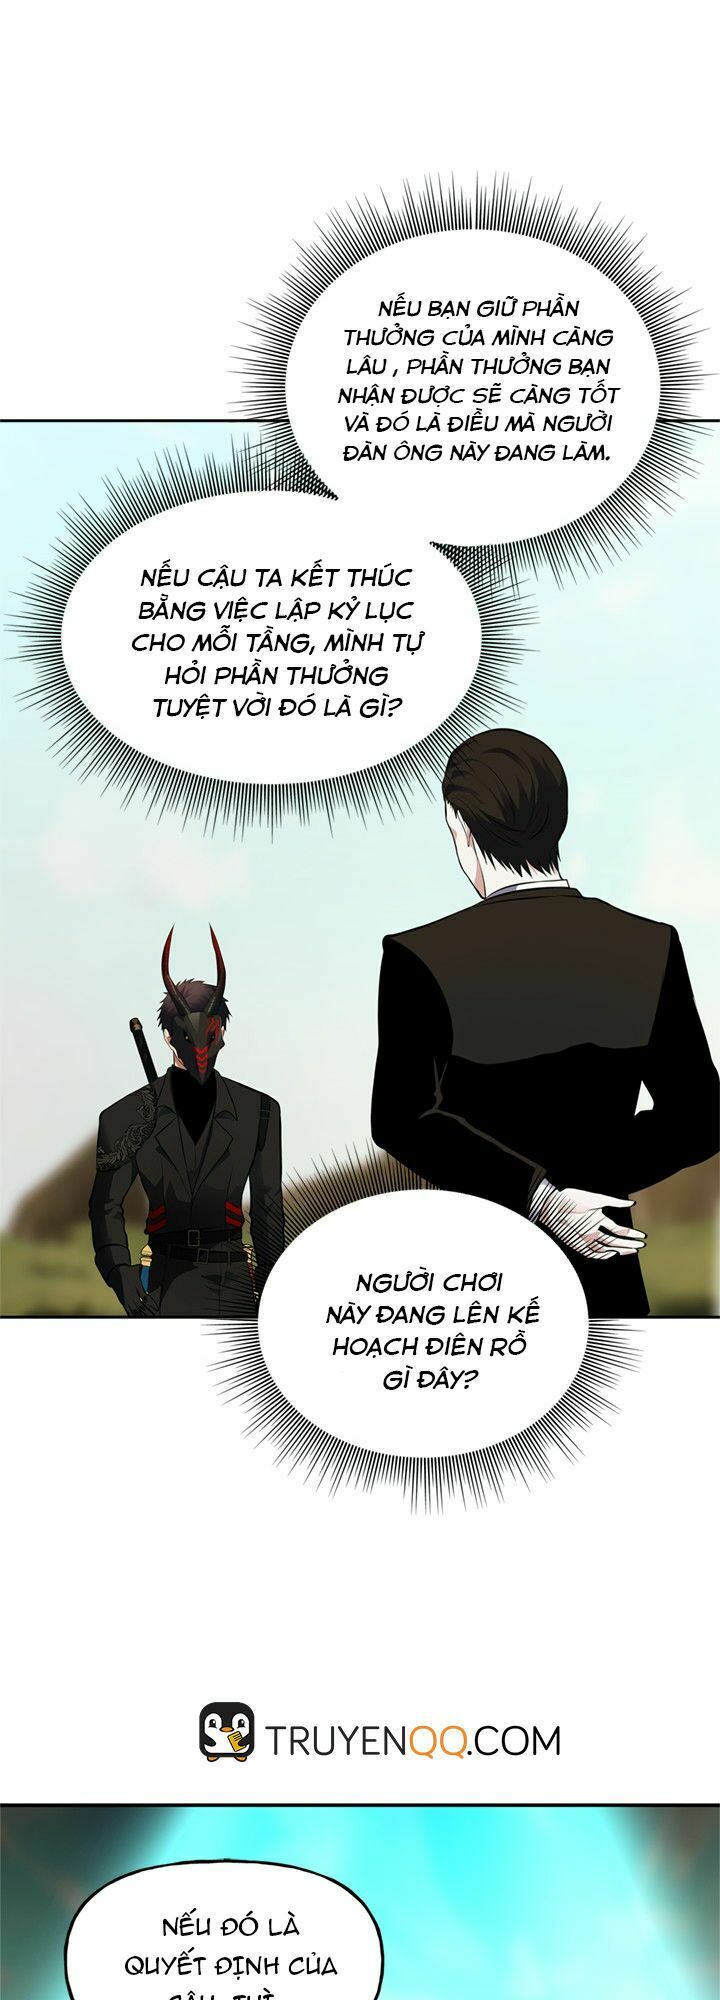 NẾU BẠN GIỮ PHẦN
THƯỞNG CỦA MÌNH CÀNG
LÂU , PHẦN THƯỞNG BẠN
NHẬN ĐƯỢC SẼ CÀNG TỐT
VÀ ĐÓ LÀ ĐIỀU MÀ NGƯỜI
ĐÀN ÔNG NÀY ĐANG LÀM.
NẾU CẬU TA KẾT THÚC
BẰNG VIỆC LẬP KỶ LỤC
CHO MỖI TẦNG, MÌNH TỰ
HỎI PHẦN THƯỞNG
TUYỆT VỜI ĐÓ LÀ GÌ?
NGƯỜI CHƠI
NÀY ĐANG LÊN KẾ
HOẠCH ĐIÊN RỒ
GÌ ĐÂY?
TRUYENQQ.COM
NẾU ĐÓ LÀ
QUYẾT ĐỊNH CỦA